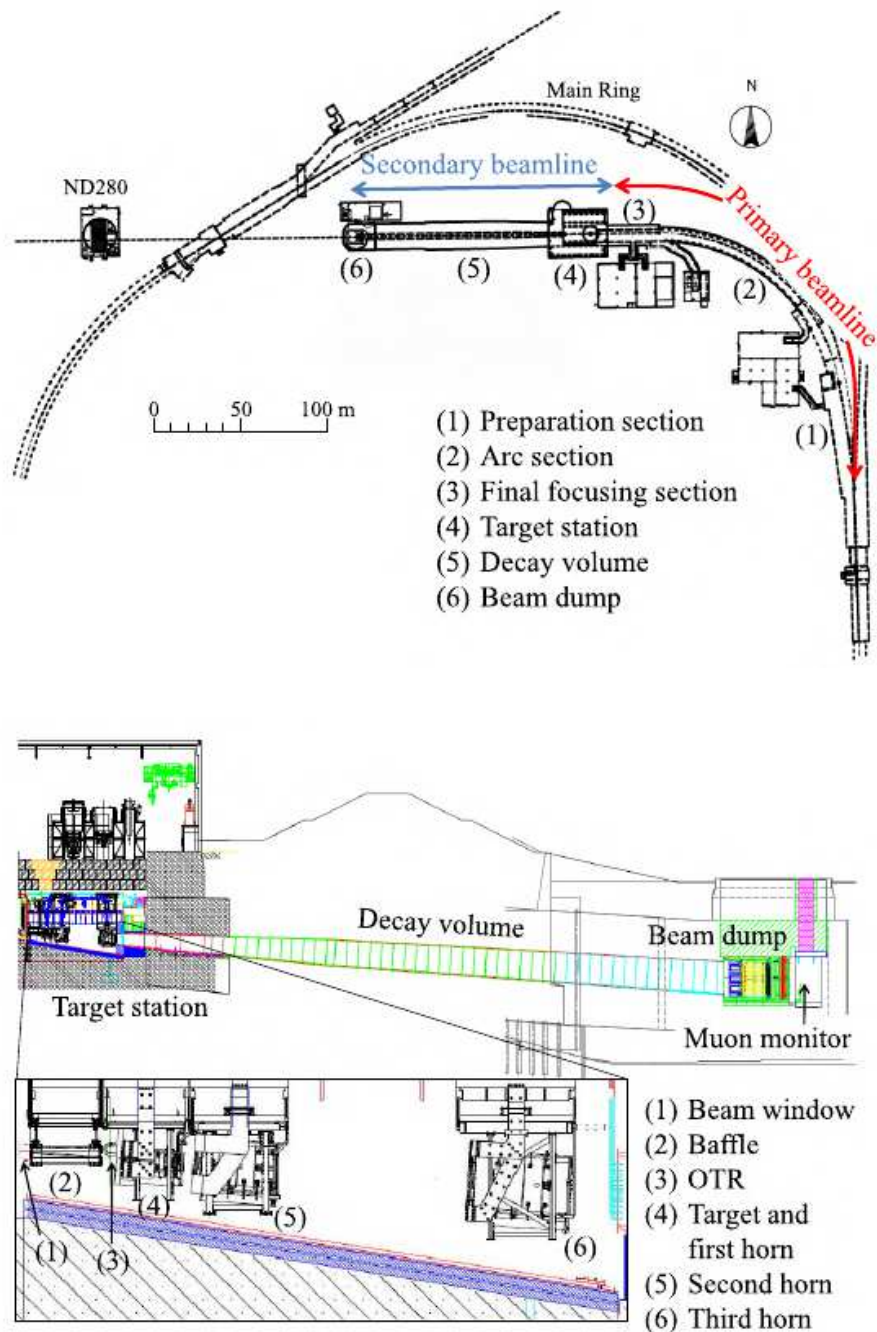 Main Ring
N
Secondary beamline
ND280
Primary beamline
(3)
(6)
(5)
(4)
(2)
(1)
0 50 100 m
(1) Preparation section
(2) Arc section
(3) Final focusing section
(4) Target station
(5) Decay volume
(6) Beam dump
Decay volume
Beam dump
Target station
Muon monitor
(1) Beam window
(2) Baffle
(3) OTR
(4) Target and
first horn
(5) Second horn
(6) Third horn
(2)
(4)
(5)
(6)
(1)
(3)